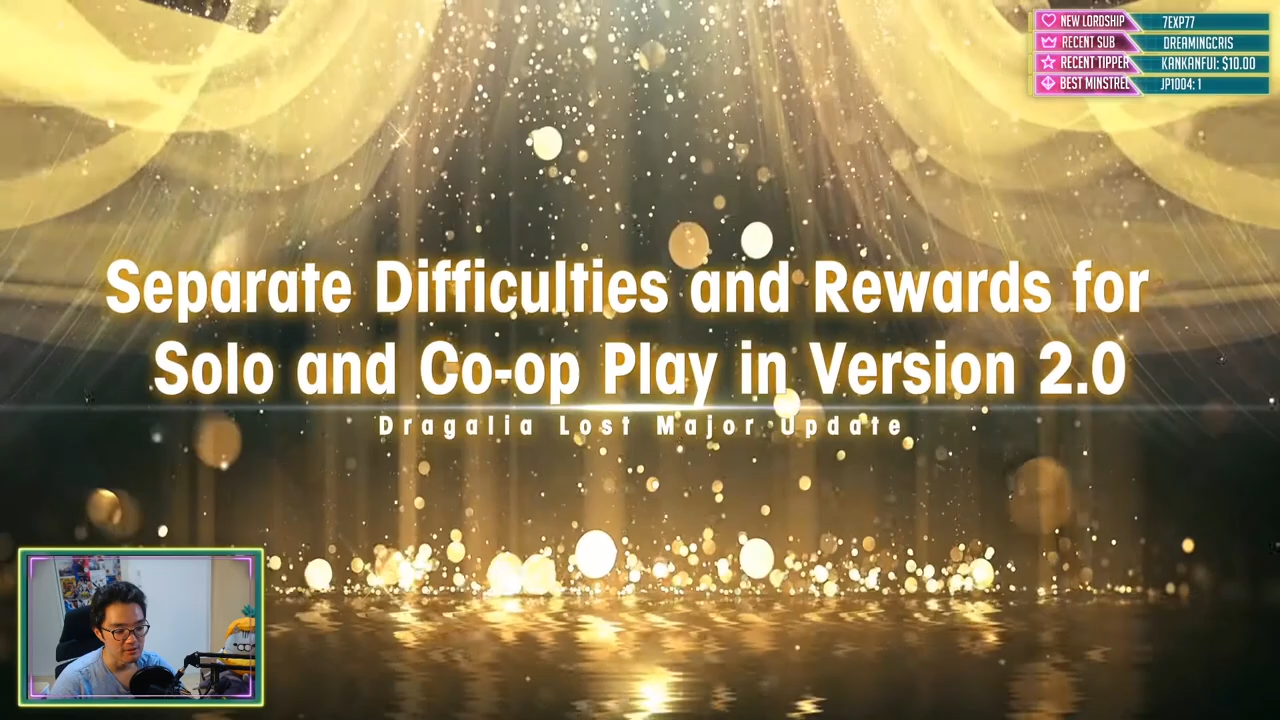 NEW LORDSHIP 7EXP77
RECENT SUB DREAMINGCRIS
RECENT TIPPER KANKANFUI: $10.00
BEST MINSTREL JP1004: 1
Separate Difficulties and Rewards for
Solo and Co-op Play in Version 2.0
Dragalia Lost Major Update